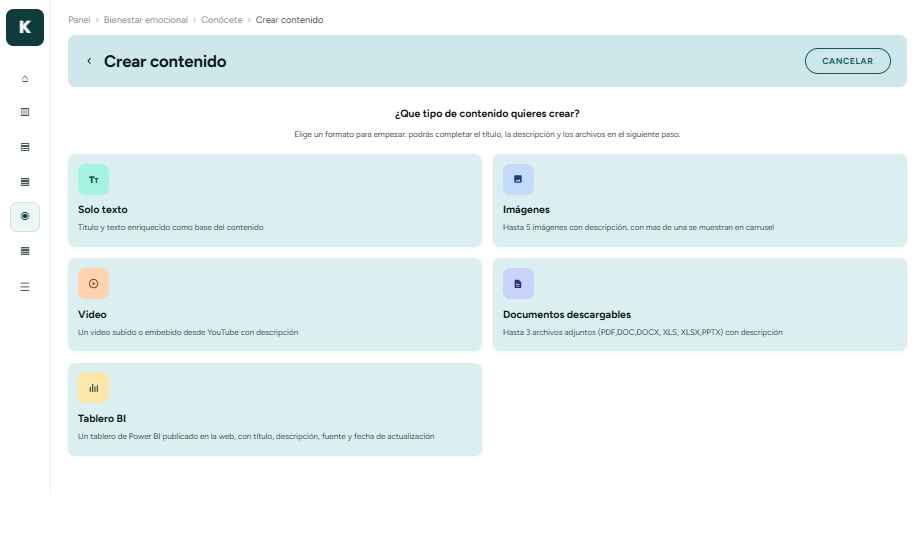 K
Panel › Bienestar emocional › Conócete › Crear contenido
‹ Crear contenido
CANCELAR
¿Que tipo de contenido quieres crear?
Elige un formato para empezar. podrás completar el título, la descripción y los archivos en el siguiente paso.
Tт
Solo texto
Título y texto enriquecido como base del contenido
Imágenes
Hasta 5 imágenes con descripción, con mas de una se muestran en carrusel
Video
Un video subido o embebido desde YouTube con descripción
Documentos descargables
Hasta 3 archivos adjuntos (PDF,DOC,DOCX, XLS, XLSX,PPTX) con descripción
Tablero BI
Un tablero de Power BI publicado en la web, con título, descripción, fuente y fecha de actualización